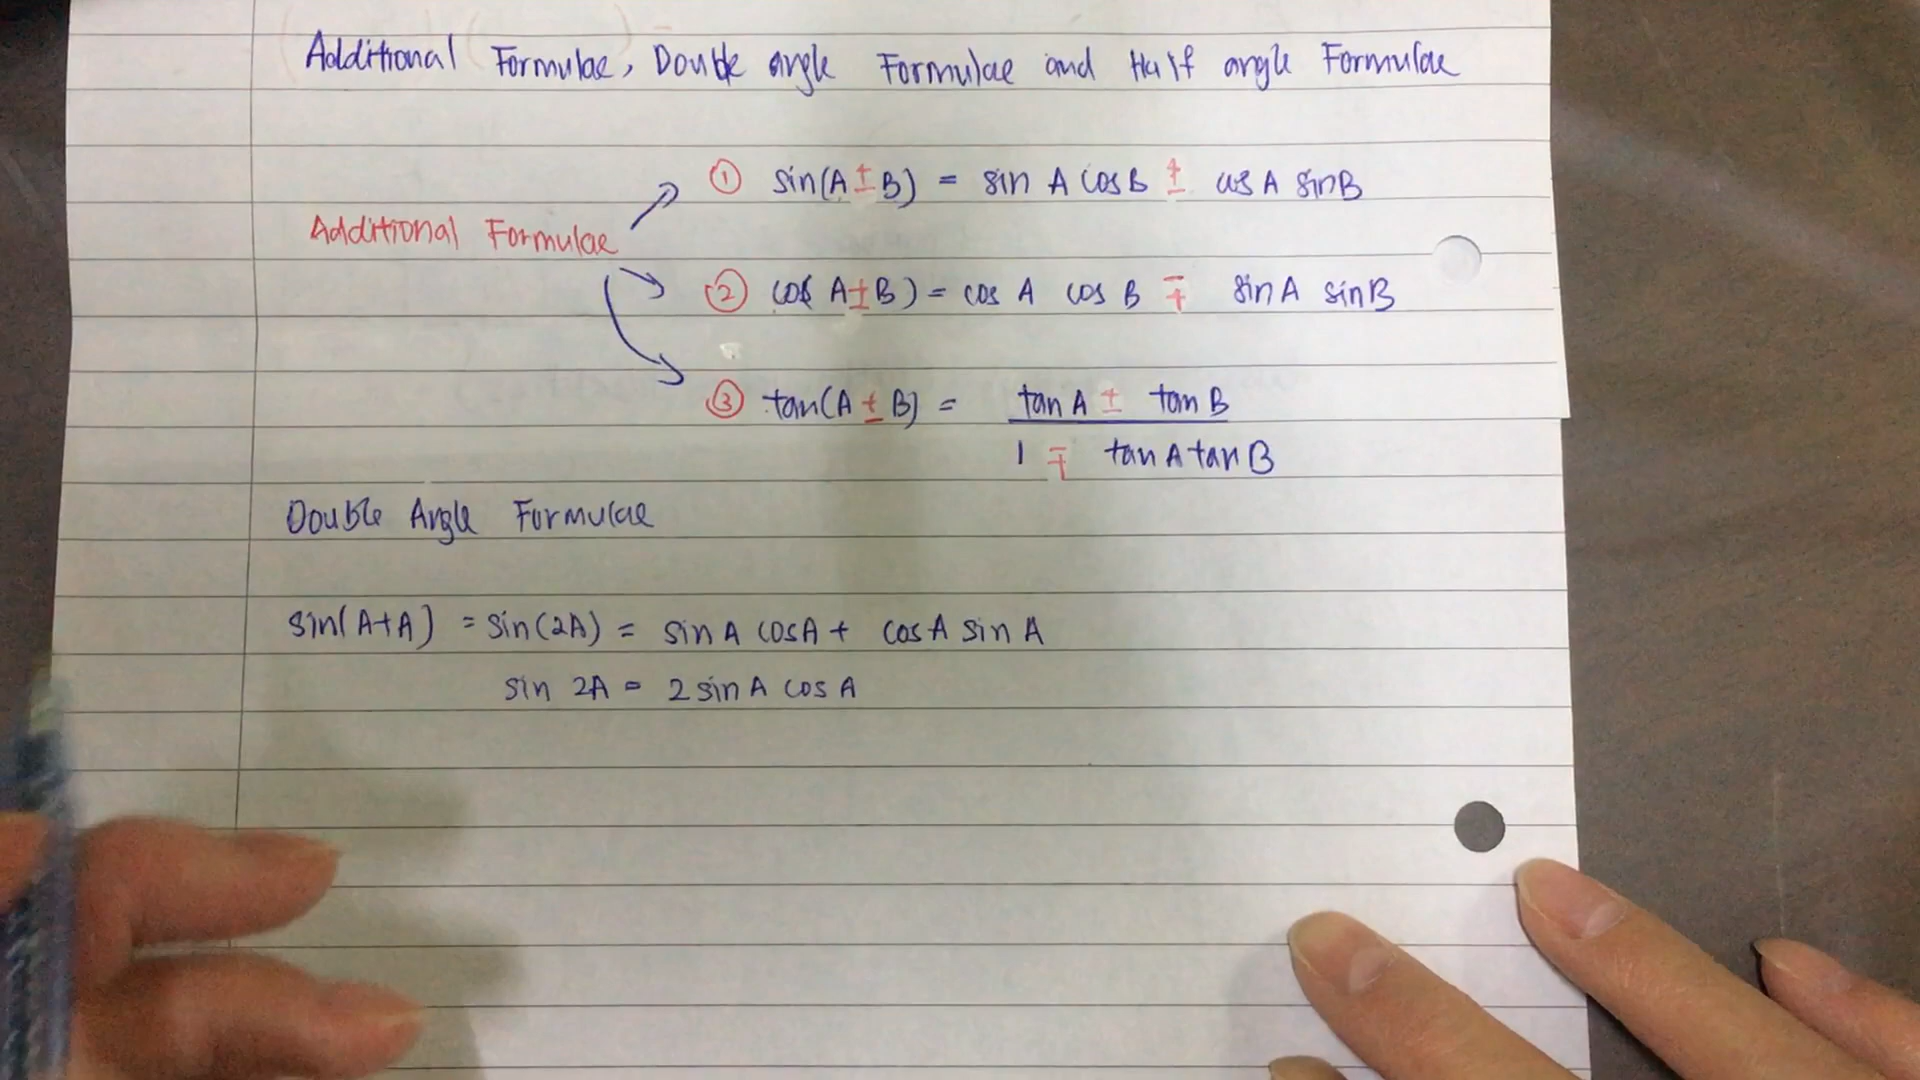 Additional Formulae, Double angle Formulae and Half angle Formulae
① sin(A ± B) = sin A cos B ± cos A sin B
Additional Formulae
② cos( A ± B) = cos A cos B ∓ sin A sin B
③ tan(A ± B) = tan A ± tan B
1 ∓ tan A tan B
Double Angle Formulae
sin(A+A) = sin(2A) = sin A cos A + cos A sin A
sin 2A = 2 sin A cos A